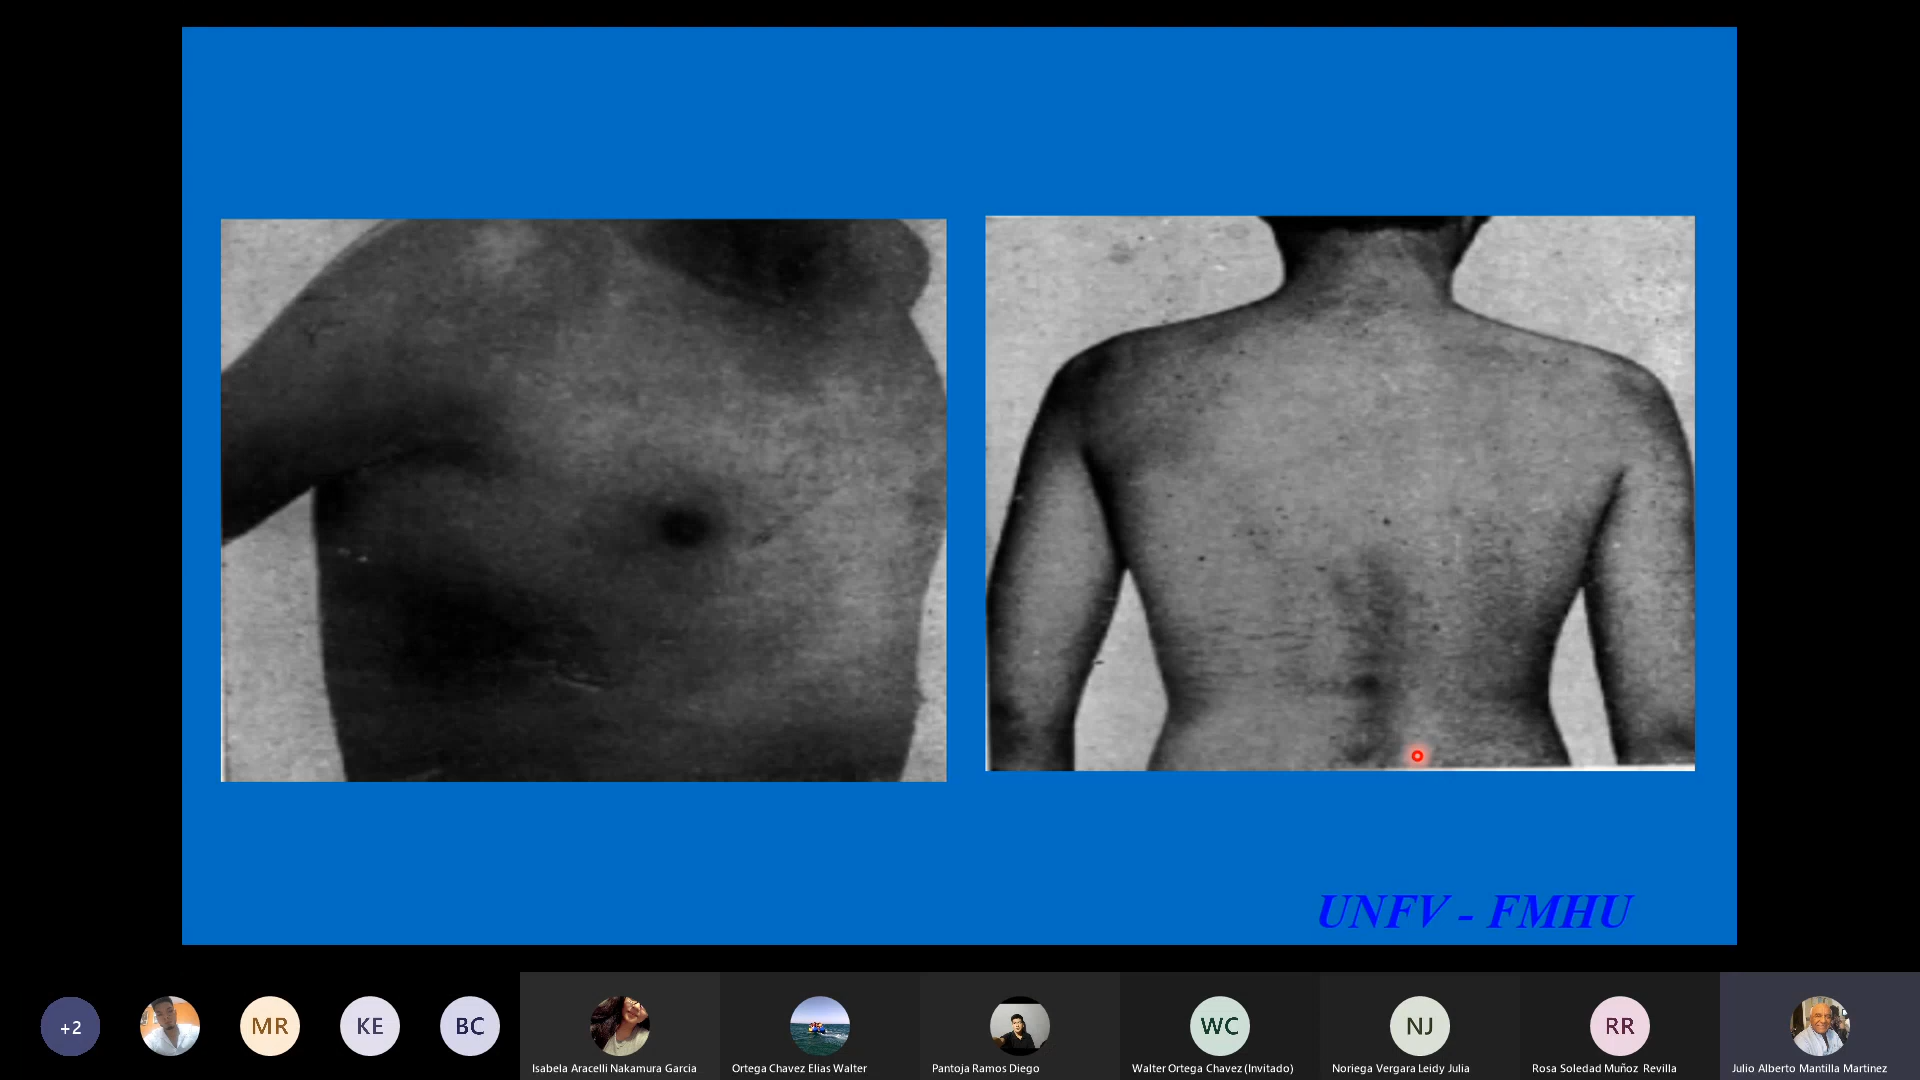 UNFV - FMHU
+2
MR
KE
BC
WC
NJ
RR
Isabela Aracelli Nakamura Garcia
Ortega Chavez Elias Walter
Pantoja Ramos Diego
Walter Ortega Chavez (Invitado)
Noriega Vergara Leidy Julia
Rosa Soledad Muñoz Revilla
Julio Alberto Mantilla Martinez